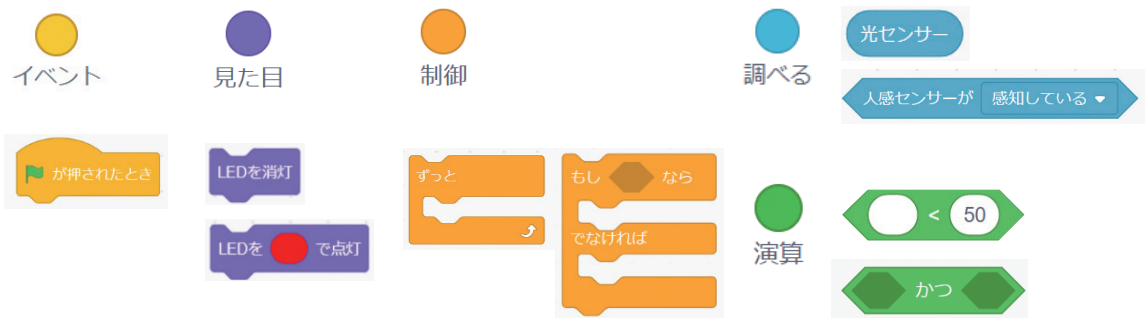 イベント
見た目
制御
調べる
光センサー
人感センサーが 感知している
が押されたとき
LEDを消灯
LEDを で点灯
ずっと
もし なら
でなければ
演算
< 50
かつ